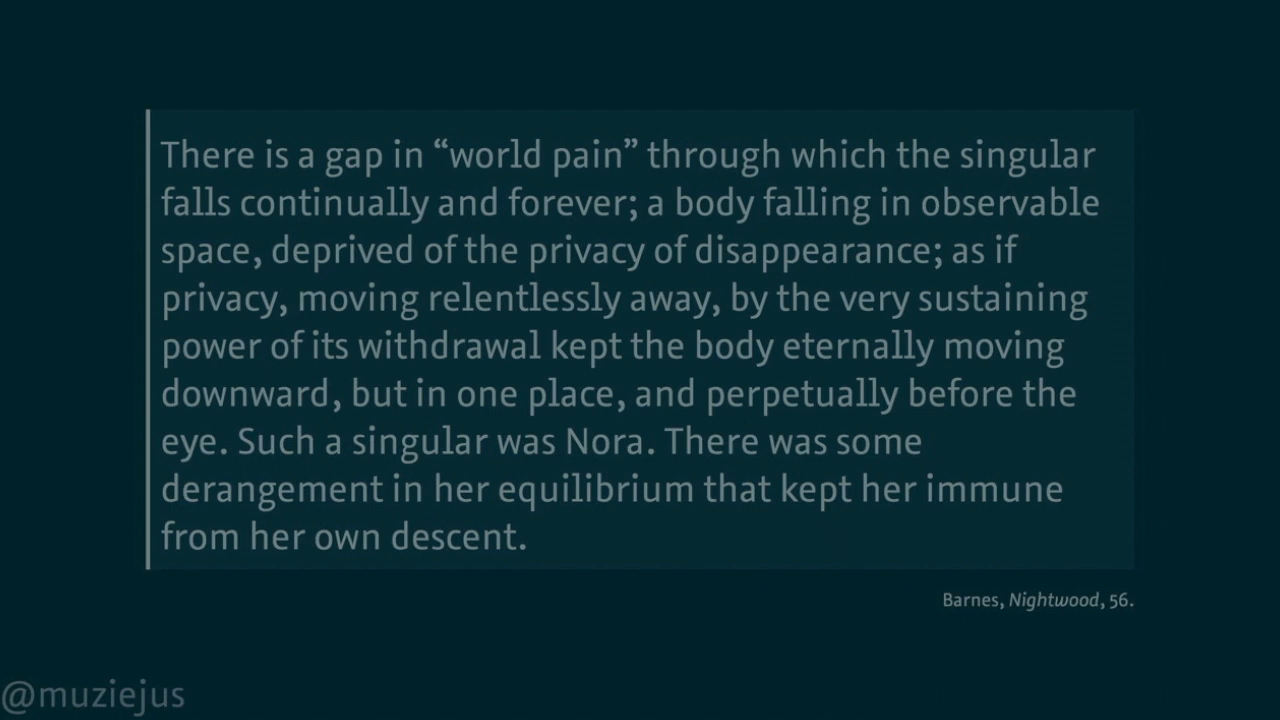 There is a gap in “world pain” through which the singular
falls continually and forever; a body falling in observable
space, deprived of the privacy of disappearance; as if
privacy, moving relentlessly away, by the very sustaining
power of its withdrawal kept the body eternally moving
downward, but in one place, and perpetually before the
eye. Such a singular was Nora. There was some
derangement in her equilibrium that kept her immune
from her own descent.
Barnes, Nightwood, 56.
@muziejus